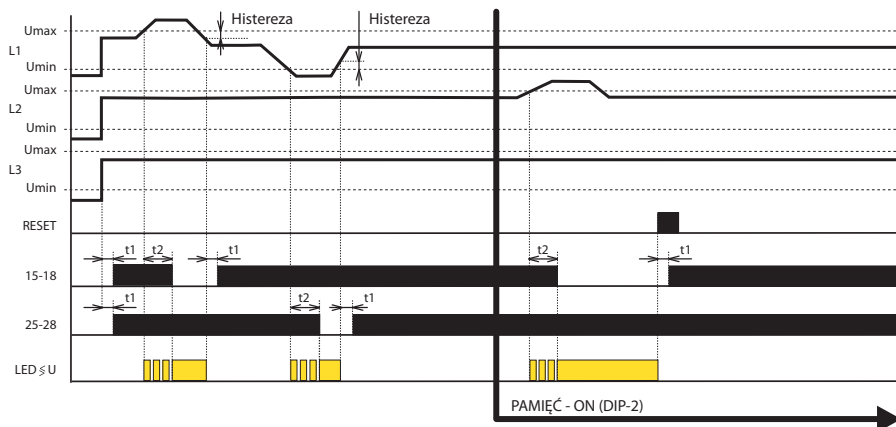 Histereza
Histereza
Umax
L1
Umin
Umax
L2
Umin
Umax
L3
Umin
RESET
t1 t2 t1 t2 t1
15-18
t1 t2 t1
25-28
LED ≤ U
PAMIĘĆ - ON (DIP-2)